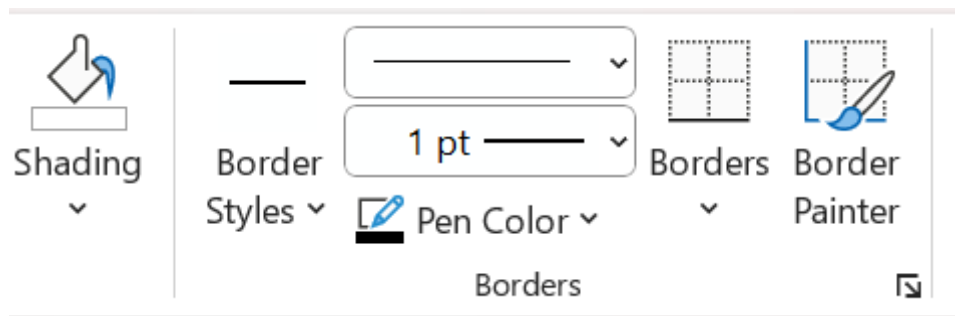 Shading
Border
Styles
1 pt
Pen Color
Borders
Border
Painter
Borders